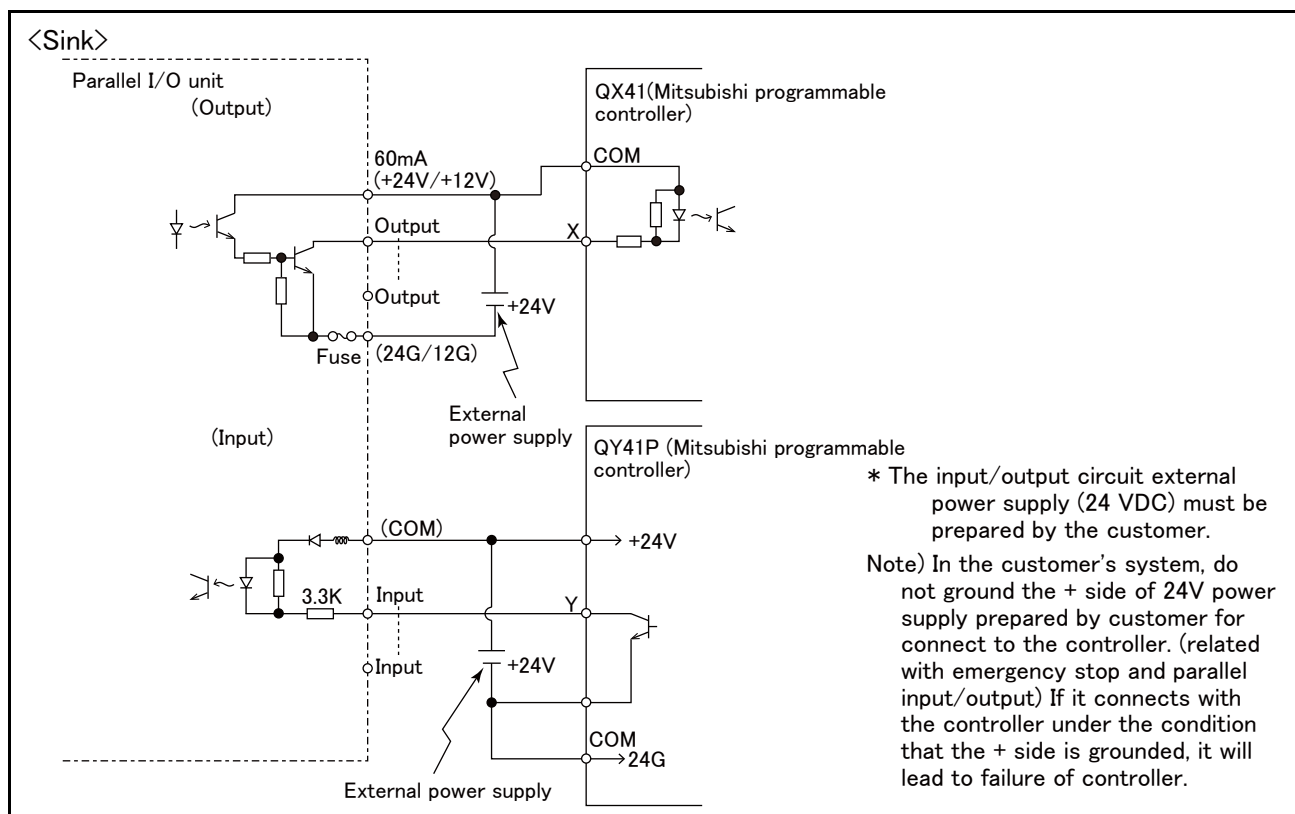 <Sink>
Parallel I/O unit
(Output)
QX41(Mitsubishi programmable
controller)
60mA
(+24V/+12V)
COM
Output
X
Output
+24V
Fuse
(24G/12G)
External
power supply
(Input)
QY41P (Mitsubishi programmable
controller)
(COM)
+24V
3.3K
Input
Y
Input
+24V
COM
24G
External power supply
* The input/output circuit external
power supply (24 VDC) must be
prepared by the customer.
Note) In the customer's system, do
not ground the + side of 24V power
supply prepared by customer for
connect to the controller. (related
with emergency stop and parallel
input/output) If it connects with
the controller under the condition
that the + side is grounded, it will
lead to failure of controller.